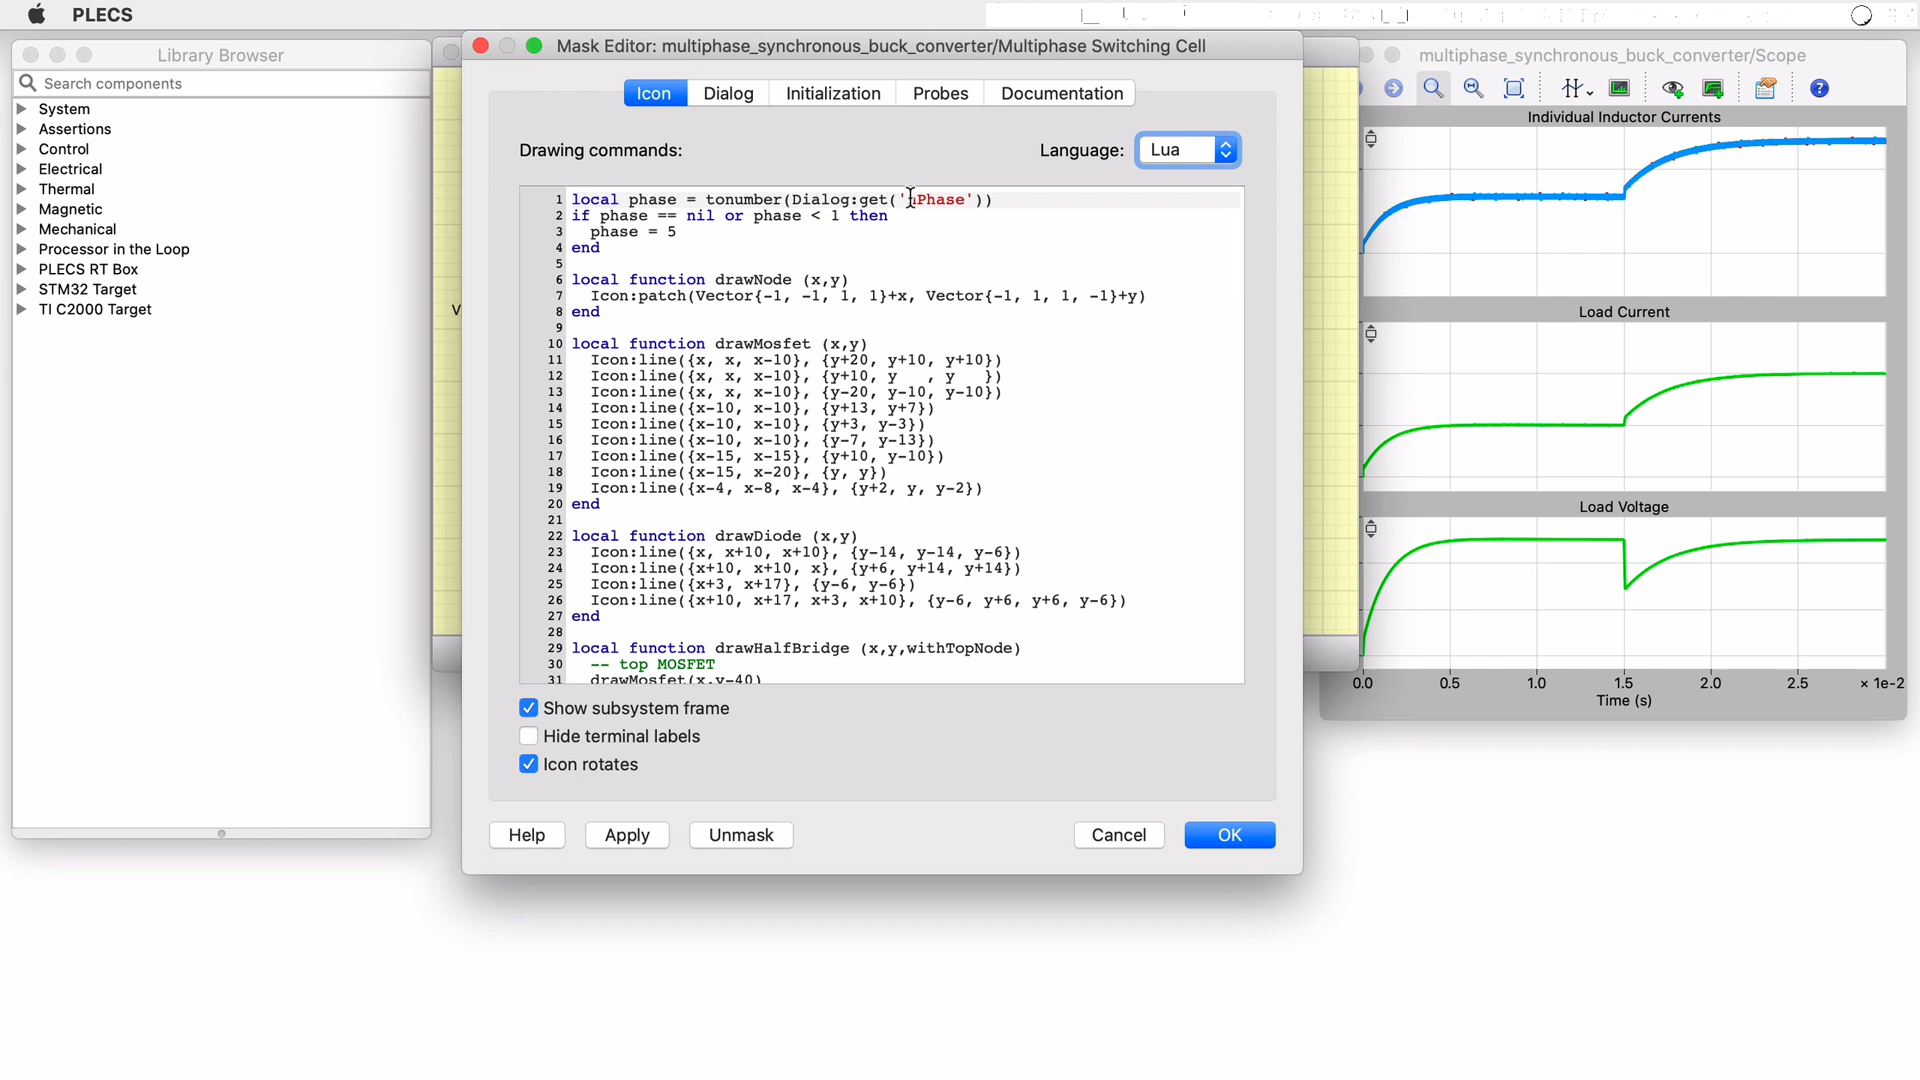 PLECS
Library Browser
Search components
System
Assertions
Control
Electrical
Thermal
Magnetic
Mechanical
Processor in the Loop
PLECS RT Box
STM32 Target
TI C2000 Target
V
Mask Editor: multiphase_synchronous_buck_converter/Multiphase Switching Cell
Icon Dialog Initialization Probes Documentation
Drawing commands:
Language: Lua
1 local phase = tonumber(Dialog:get('nPhase'))
2 if phase == nil or phase < 1 then
3 phase = 5
4 end
5
6 local function drawNode (x,y)
7 Icon:patch(Vector{-1, -1, 1, 1}+x, Vector{-1, 1, 1, -1}+y)
8 end
9
10 local function drawMosfet (x,y)
11 Icon:line({x, x, x-10}, {y+20, y+10, y+10})
12 Icon:line({x, x, x-10}, {y+10, y , y })
13 Icon:line({x, x, x-10}, {y-20, y-10, y-10})
14 Icon:line({x-10, x-10}, {y+13, y+7})
15 Icon:line({x-10, x-10}, {y+3, y-3})
16 Icon:line({x-10, x-10}, {y-7, y-13})
17 Icon:line({x-15, x-15}, {y+10, y-10})
18 Icon:line({x-15, x-20}, {y, y})
19 Icon:line({x-4, x-8, x-4}, {y+2, y, y-2})
20 end
21
22 local function drawDiode (x,y)
23 Icon:line({x, x+10, x+10}, {y-14, y-14, y-6})
24 Icon:line({x+10, x+10, x}, {y+6, y+14, y+14})
25 Icon:line({x+3, x+17}, {y-6, y-6})
26 Icon:line({x+10, x+17, x+3, x+10}, {y-6, y+6, y+6, y-6})
27 end
28
29 local function drawHalfBridge (x,y,withTopNode)
30 -- top MOSFET
31 drawMosfet(x,y-40)
Show subsystem frame
Hide terminal labels
Icon rotates
Help Apply Unmask Cancel OK
multiphase_synchronous_buck_converter/Scope
Individual Inductor Currents
Load Current
Load Voltage
0.0 0.5 1.0 1.5 2.0 2.5 × 1e-2
Time (s)